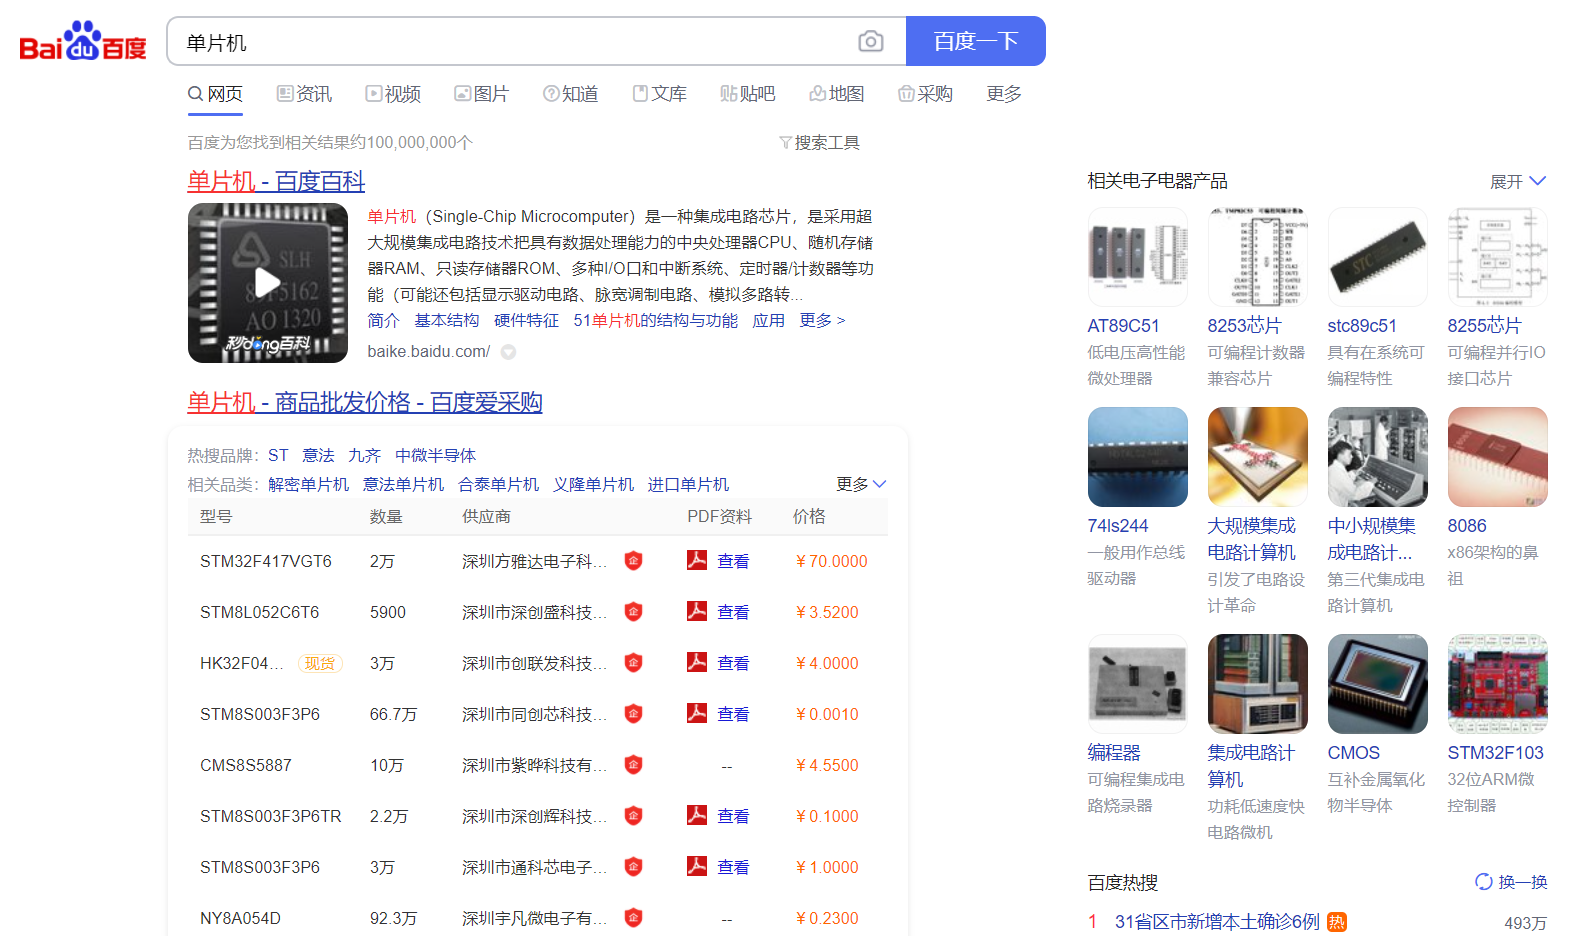 Bai du 百度
单片机
百度一下
网页 资讯 视频 图片 知道 文库 贴吧 地图 采购 更多
百度为您找到相关结果约100,000,000个
搜索工具
单片机 - 百度百科
SLH
AO 1320
秒dong百科
单片机（Single-Chip Microcomputer）是一种集成电路芯片，是采用超
大规模集成电路技术把具有数据处理能力的中央处理器CPU、随机存储
器RAM、只读存储器ROM、多种I/O口和中断系统、定时器/计数器等功
能（可能还包括显示驱动电路、脉宽调制电路、模拟多路转...
简介 基本结构 硬件特征 51单片机的结构与功能 应用 更多 >
baike.baidu.com/
单片机 - 商品批发价格 - 百度爱采购
热搜品牌： ST 意法 九齐 中微半导体
相关品类： 解密单片机 意法单片机 合泰单片机 义隆单片机 进口单片机 更多
型号 数量 供应商 PDF资料 价格
STM32F417VGT6 2万 深圳方雅达电子科... 企 查看 ￥70.0000
STM8L052C6T6 5900 深圳市深创盛科技... 企 查看 ￥3.5200
HK32F04... 现货 3万 深圳市创联发科技... 企 查看 ￥4.0000
STM8S003F3P6 66.7万 深圳市同创芯科技... 企 查看 ￥0.0010
CMS8S5887 10万 深圳市紫晔科技有... 企 -- ￥4.5500
STM8S003F3P6TR 2.2万 深圳市深创辉科技... 企 查看 ￥0.1000
STM8S003F3P6 3万 深圳市通科芯电子... 企 查看 ￥1.0000
NY8A054D 92.3万 深圳宇凡微电子有... 企 -- ￥0.2300
相关电子电器产品 展开
AT89C51
低电压高性能
微处理器
8253芯片
可编程计数器
兼容芯片
STC
stc89c51
具有在系统可
编程特性
8255芯片
可编程并行IO
接口芯片
74ls244
一般用作总线
驱动器
大规模集成
电路计算机
引发了电路设
计革命
中小规模集
成电路计...
第三代集成电
路计算机
8086
x86架构的鼻
祖
编程器
可编程集成电
路烧录器
集成电路计
算机
功耗低速度快
电路微机
CMOS
互补金属氧化
物半导体
STM32F103
32位ARM微
控制器
百度热搜 换一换
1 31省区市新增本土确诊6例 热 493万